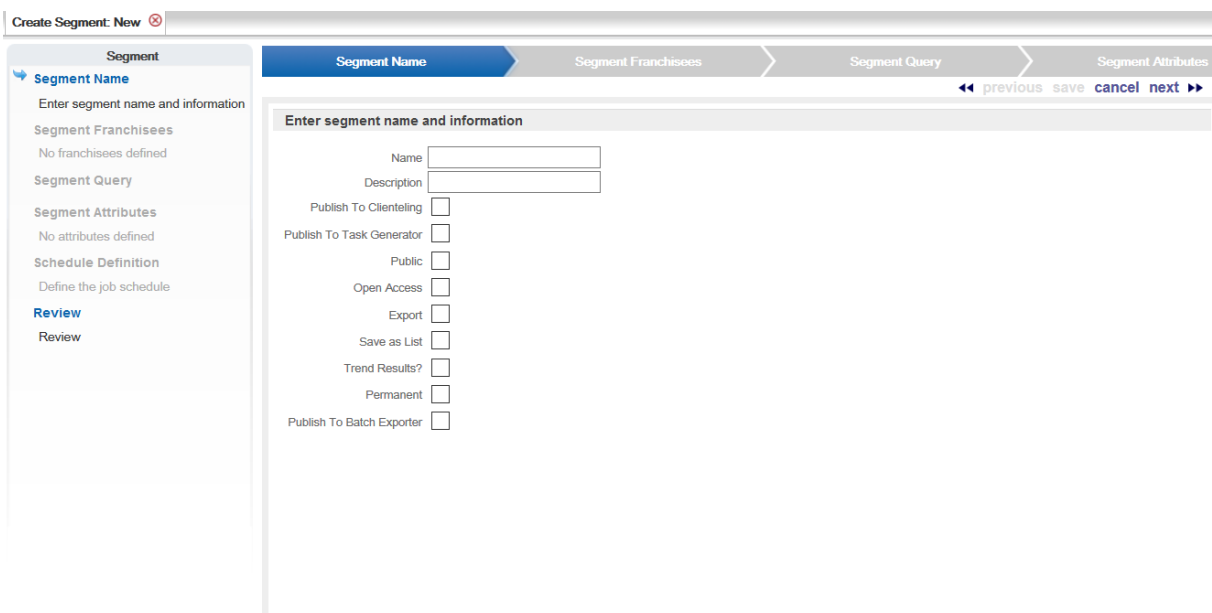 Create Segment: New
Segment
Segment Name
Enter segment name and information
Segment Franchisees
No franchisees defined
Segment Query
Segment Attributes
No attributes defined
Schedule Definition
Define the job schedule
Review
Review
Segment Name Segment Franchisees Segment Query Segment Attributes
previous save cancel next
Enter segment name and information
Name
Description
Publish To Clienteling
Publish To Task Generator
Public
Open Access
Export
Save as List
Trend Results?
Permanent
Publish To Batch Exporter